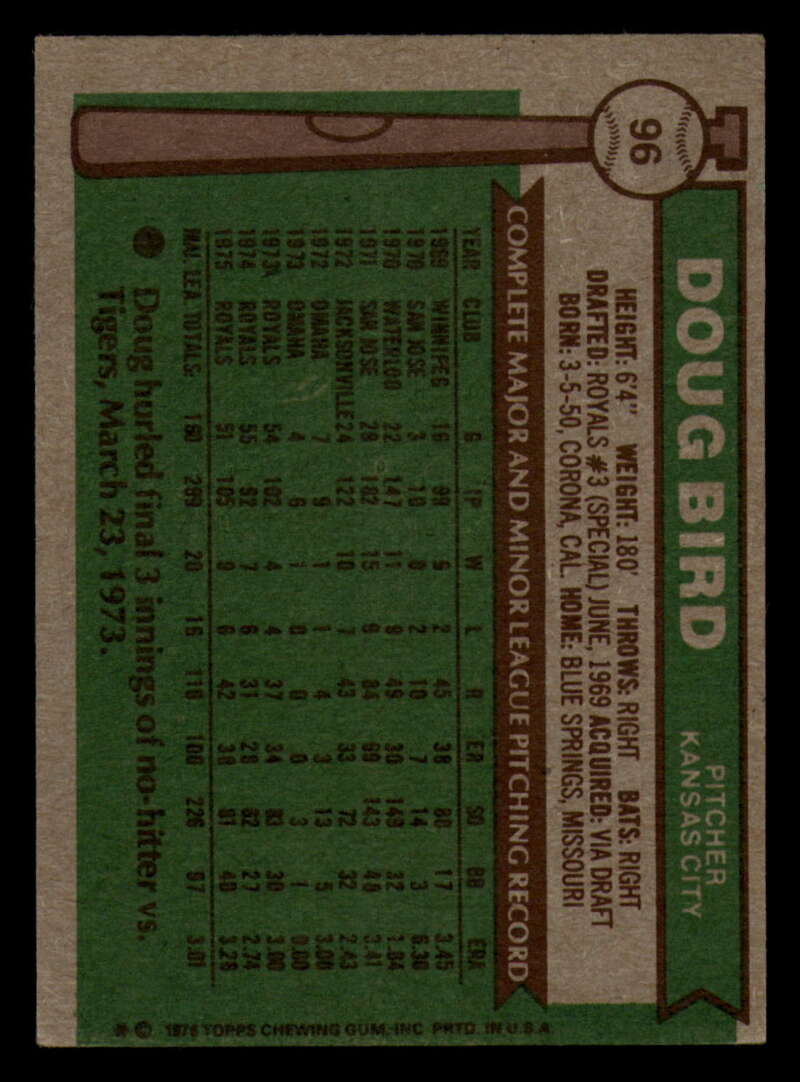 96
DOUG BIRD
PITCHER
KANSAS CITY
HEIGHT: 6'4" WEIGHT: 180' THROWS: RIGHT BATS: RIGHT
DRAFTED: ROYALS #3 (SPECIAL) JUNE, 1969 ACQUIRED: VIA DRAFT
BORN: 3-5-50, CORONA, CAL. HOME: BLUE SPRINGS, MISSOURI
COMPLETE MAJOR AND MINOR LEAGUE PITCHING RECORD
YEAR CLUB G IP W L R ER SO BB ERA
1969 WINNIPEG 16 99 5 2 45 38 88 17 3.45
1970 SAN JOSE 3 10 0 2 10 7 14 3 6.30
1970 WATERLOO 22 147 11 9 49 30 149 32 1.84
1971 SAN JOSE 28 182 15 9 84 69 143 48 3.41
1972 JACKSONVILLE 24 122 10 7 43 33 72 32 2.43
1972 OMAHA 7 9 1 1 4 3 13 5 3.00
1973 OMAHA 4 6 1 0 0 0 3 1 0.00
1973 ROYALS 54 102 4 4 37 34 83 30 3.00
1974 ROYALS 55 92 7 6 31 28 62 27 2.74
1975 ROYALS 51 105 9 6 42 38 81 40 3.26
MAJ. LEA. TOTALS: 160 299 20 16 110 100 226 97 3.01
Doug hurled final 3 innings of no-hitter vs.
Tigers, March 23, 1973.
© 1976 TOPPS CHEWING GUM, INC. PRTD. IN U.S.A.